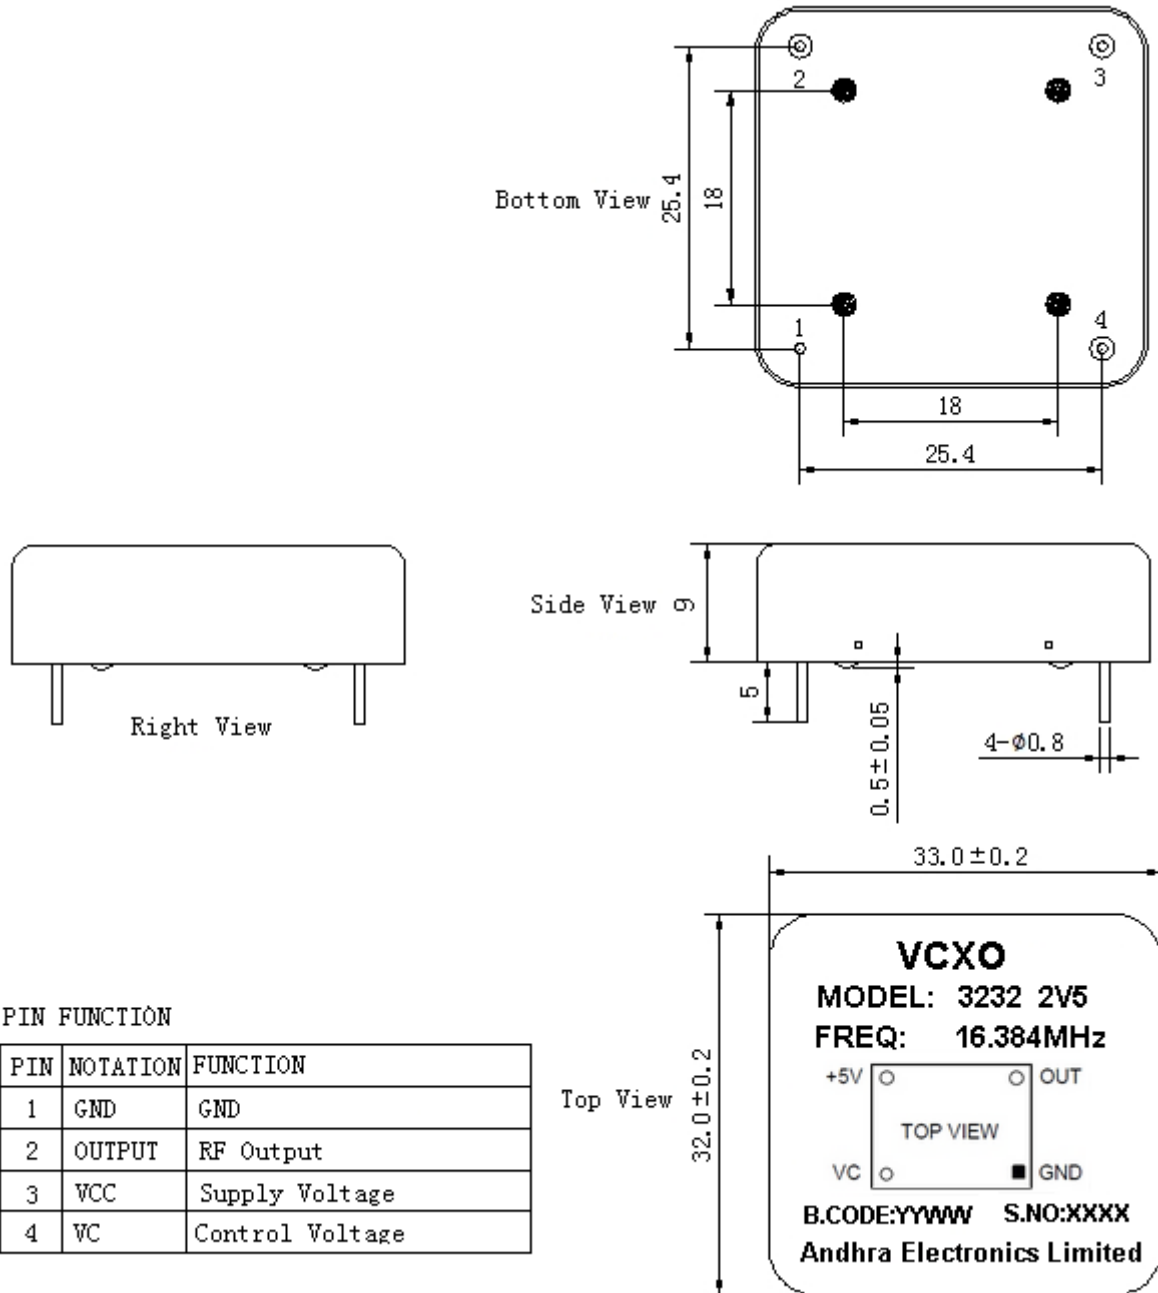 2
3
25.4
18
Bottom View
1
4
18
25.4
Side View
9
5
0.5±0.05
4-Ø0.8
Right View
33.0±0.2
Top View
32.0±0.2
VCXO
MODEL: 3232 2V5
FREQ: 16.384MHz
+5V OUT
TOP VIEW
VC GND
B.CODE:YYWW S.NO:XXXX
Andhra Electronics Limited
PIN FUNCTION
PIN NOTATION FUNCTION
1 GND GND
2 OUTPUT RF Output
3 VCC Supply Voltage
4 VC Control Voltage